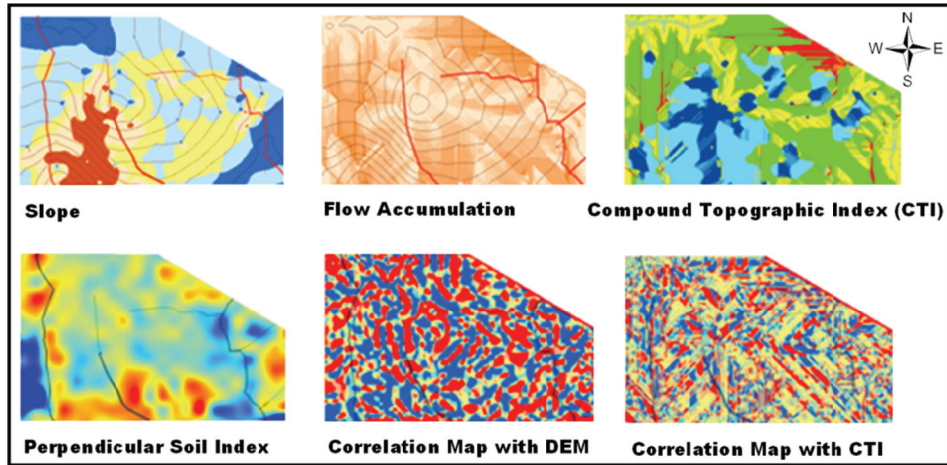 N
W E
S
Slope
Flow Accumulation
Compound Topographic Index (CTI)
Perpendicular Soil Index
Correlation Map with DEM
Correlation Map with CTI